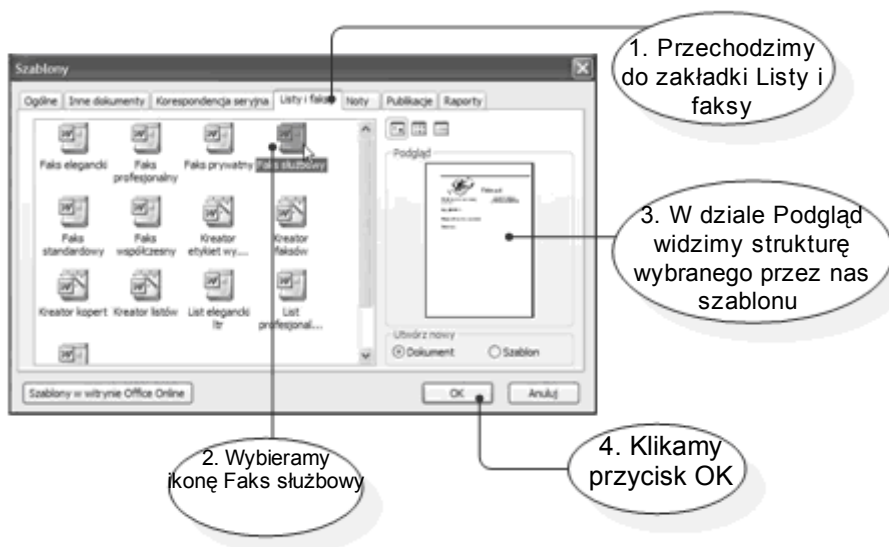 1. Przechodzimy
do zakładki Listy i
faksy
Szablony
Ogólne Inne dokumenty Korespondencja seryjna Listy i faksy Noty Publikacje Raporty
Faks elegancki Faks profesjonalny Faks prywatny Faks służbowy
Podgląd
Faks standardowy Faks współczesny Kreator etykiet wy.... Kreator faksów
3. W dziale Podgląd
widzimy strukturę
wybranego przez nas
szablonu
Kreator kopert Kreator listów List elegancki ltr List profesjonal...
Utwórz nowy
Dokument Szablon
Szablony w witrynie Office Online
OK Anuluj
2. Wybieramy
ikonę Faks służbowy
4. Klikamy
przycisk OK